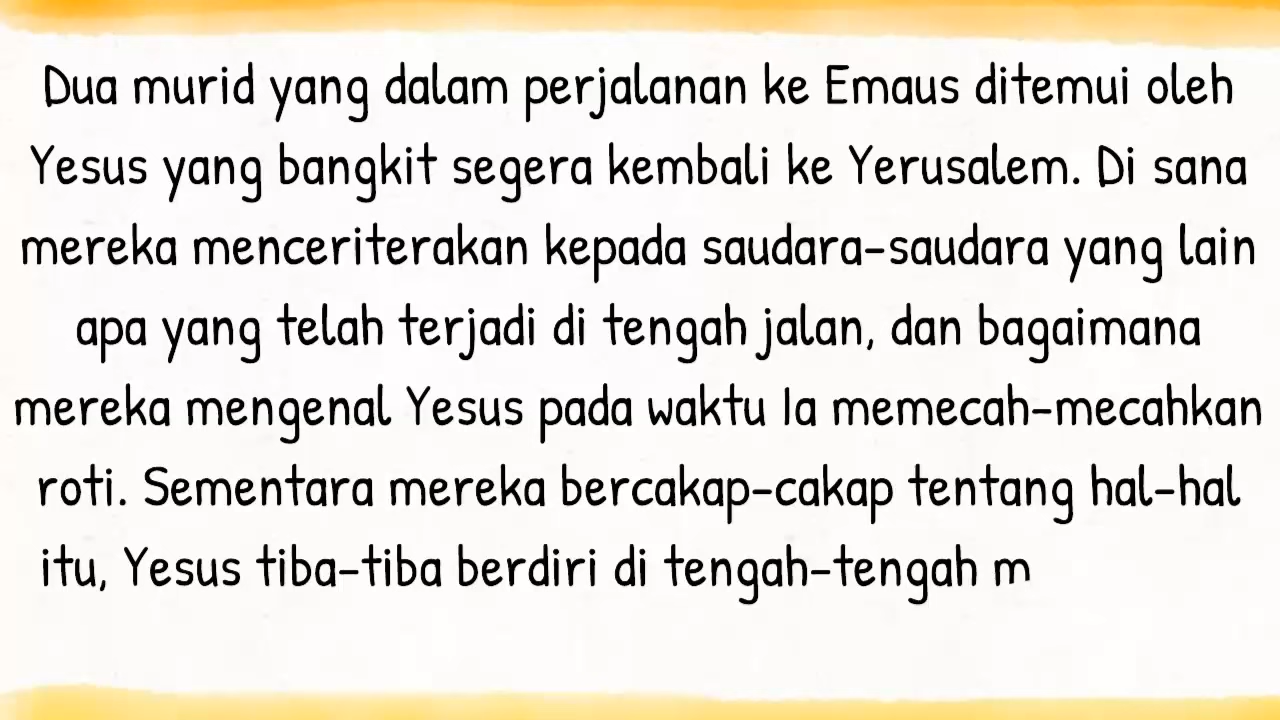 Dua murid yang dalam perjalanan ke Emaus ditemui oleh
Yesus yang bangkit segera kembali ke Yerusalem. Di sana
mereka menceriterakan kepada saudara-saudara yang lain
apa yang telah terjadi di tengah jalan, dan bagaimana
mereka mengenal Yesus pada waktu Ia memecah-mecahkan
roti. Sementara mereka bercakap-cakap tentang hal-hal
itu, Yesus tiba-tiba berdiri di tengah-tengah m